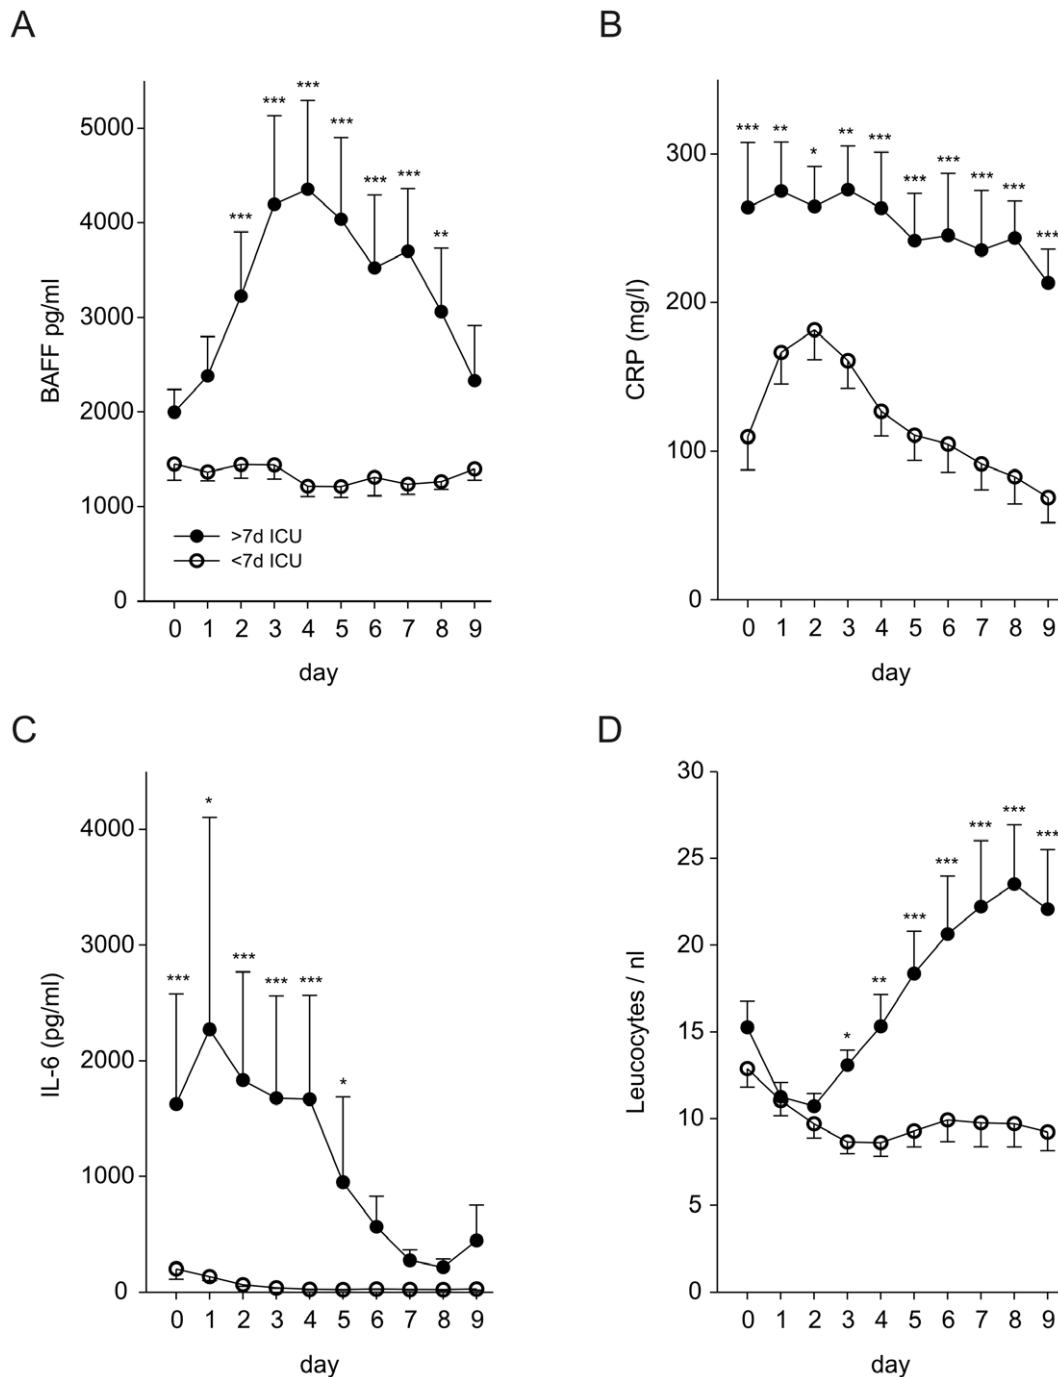 A
B
5000
4000
3000
2000
1000
0
BAFF pg/ml
*** *** *** *** *** *** ***
**
>7d ICU
<7d ICU
0 1 2 3 4 5 6 7 8 9
day
300
200
100
0
CRP (mg/l)
*** ** * ** *** *** *** *** *** ***
0 1 2 3 4 5 6 7 8 9
day
C
D
4000
3000
2000
1000
0
IL-6 (pg/ml)
*** * *** *** *** *
0 1 2 3 4 5 6 7 8 9
day
30
25
20
15
10
5
0
Leucocytes / nl
* ** *** *** *** *** ***
0 1 2 3 4 5 6 7 8 9
day